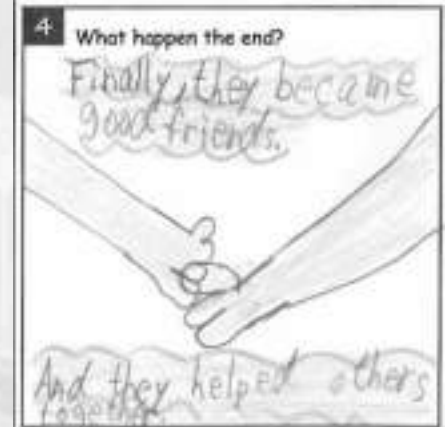 4 What happen the end?
Finally, they became
good friends.
And they helped others
together.